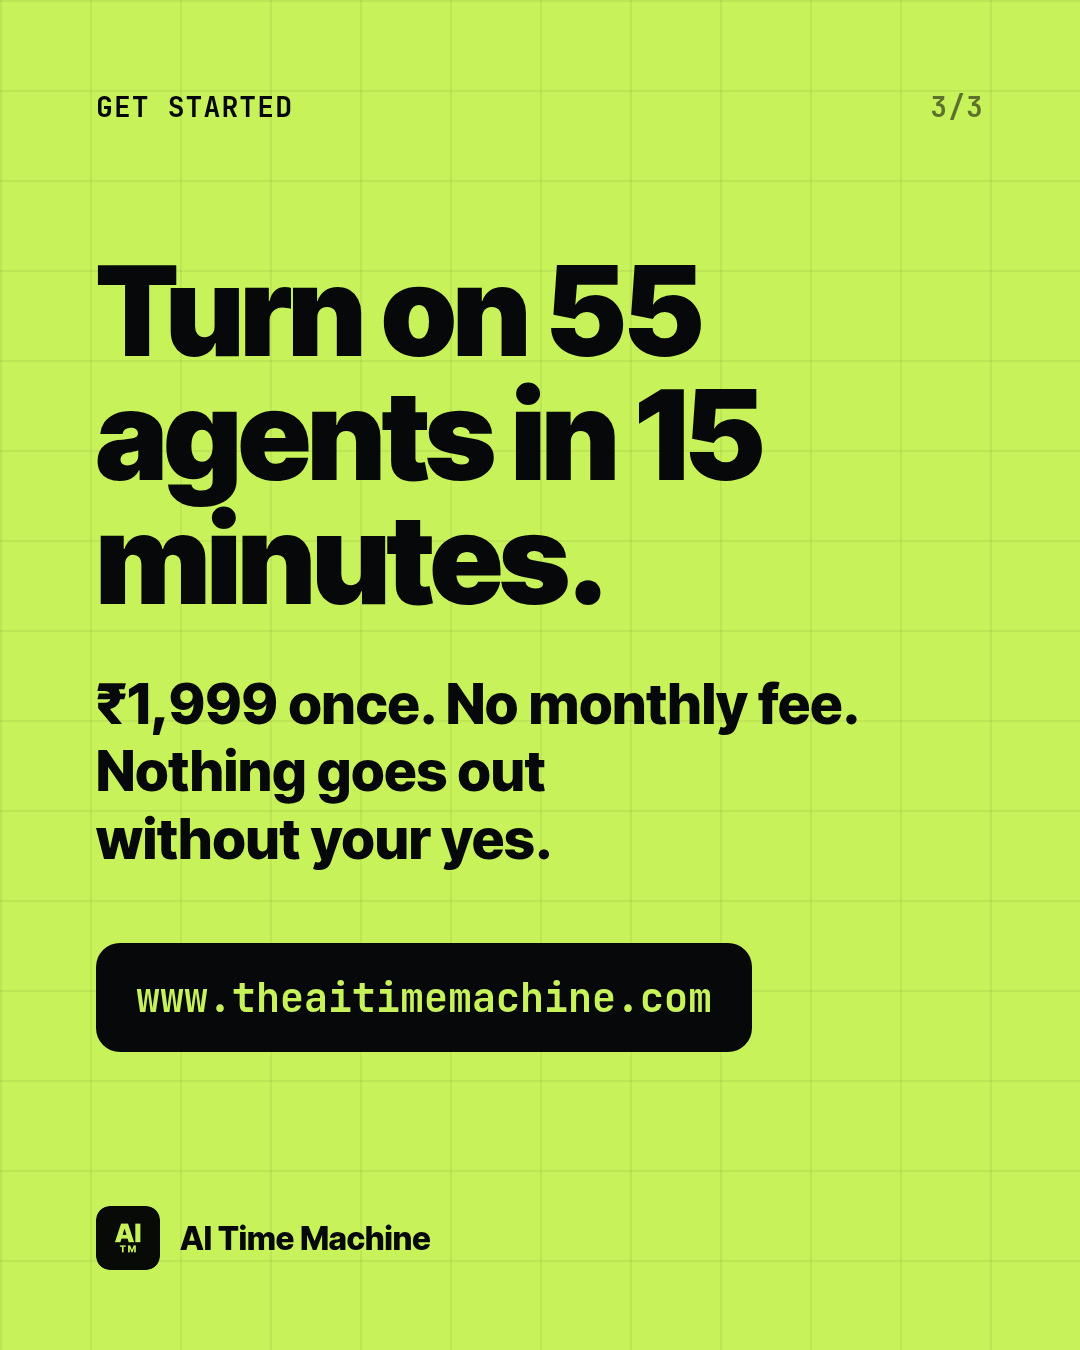 GET STARTED
3/3
Turn on 55
agents in 15
minutes.
₹1,999 once. No monthly fee.
Nothing goes out
without your yes.
www.theaitimemachine.com
AI
TM
AI Time Machine